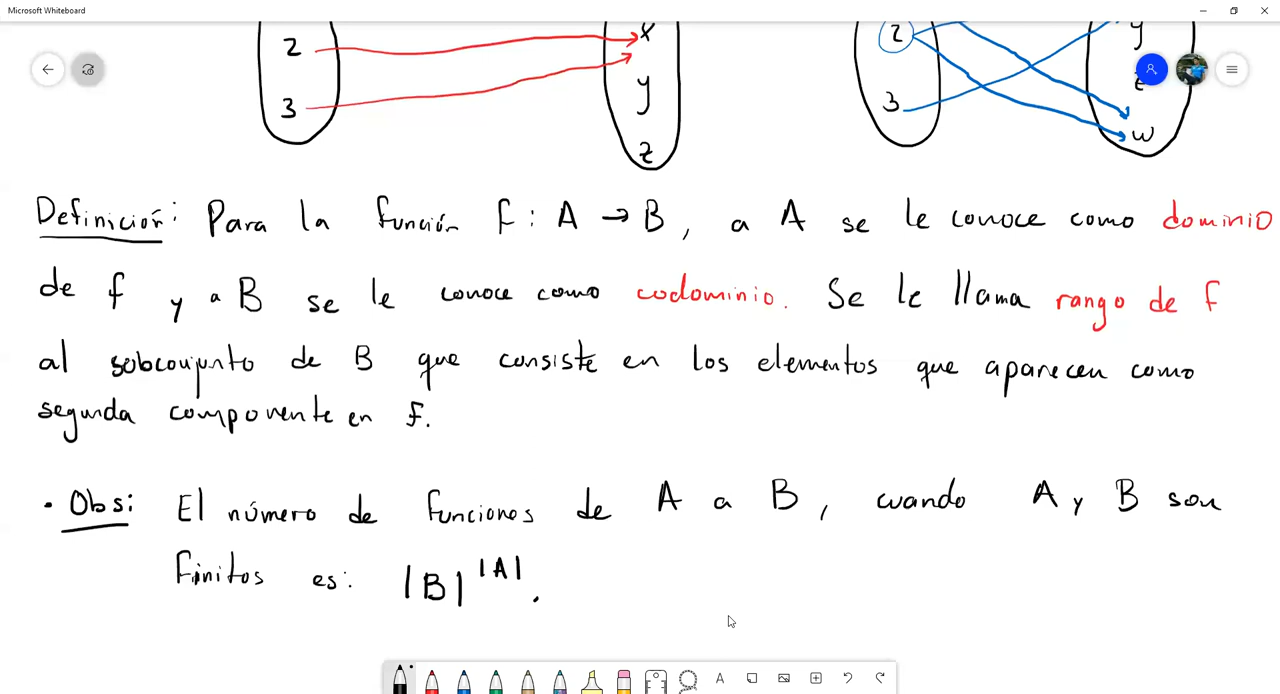 Microsoft Whiteboard
2
3
x
y
z
2
3
y
z
w
Definición: Para la función f: A → B, a A se le conoce como dominio
de f y a B se le conoce como codominio. Se le llama rango de f
al subconjunto de B que consiste en los elementos que aparecen como
segunda componente en f.
• Obs: El número de funciones de A a B, cuando A y B son
finitos es: |B|^|A|.
A